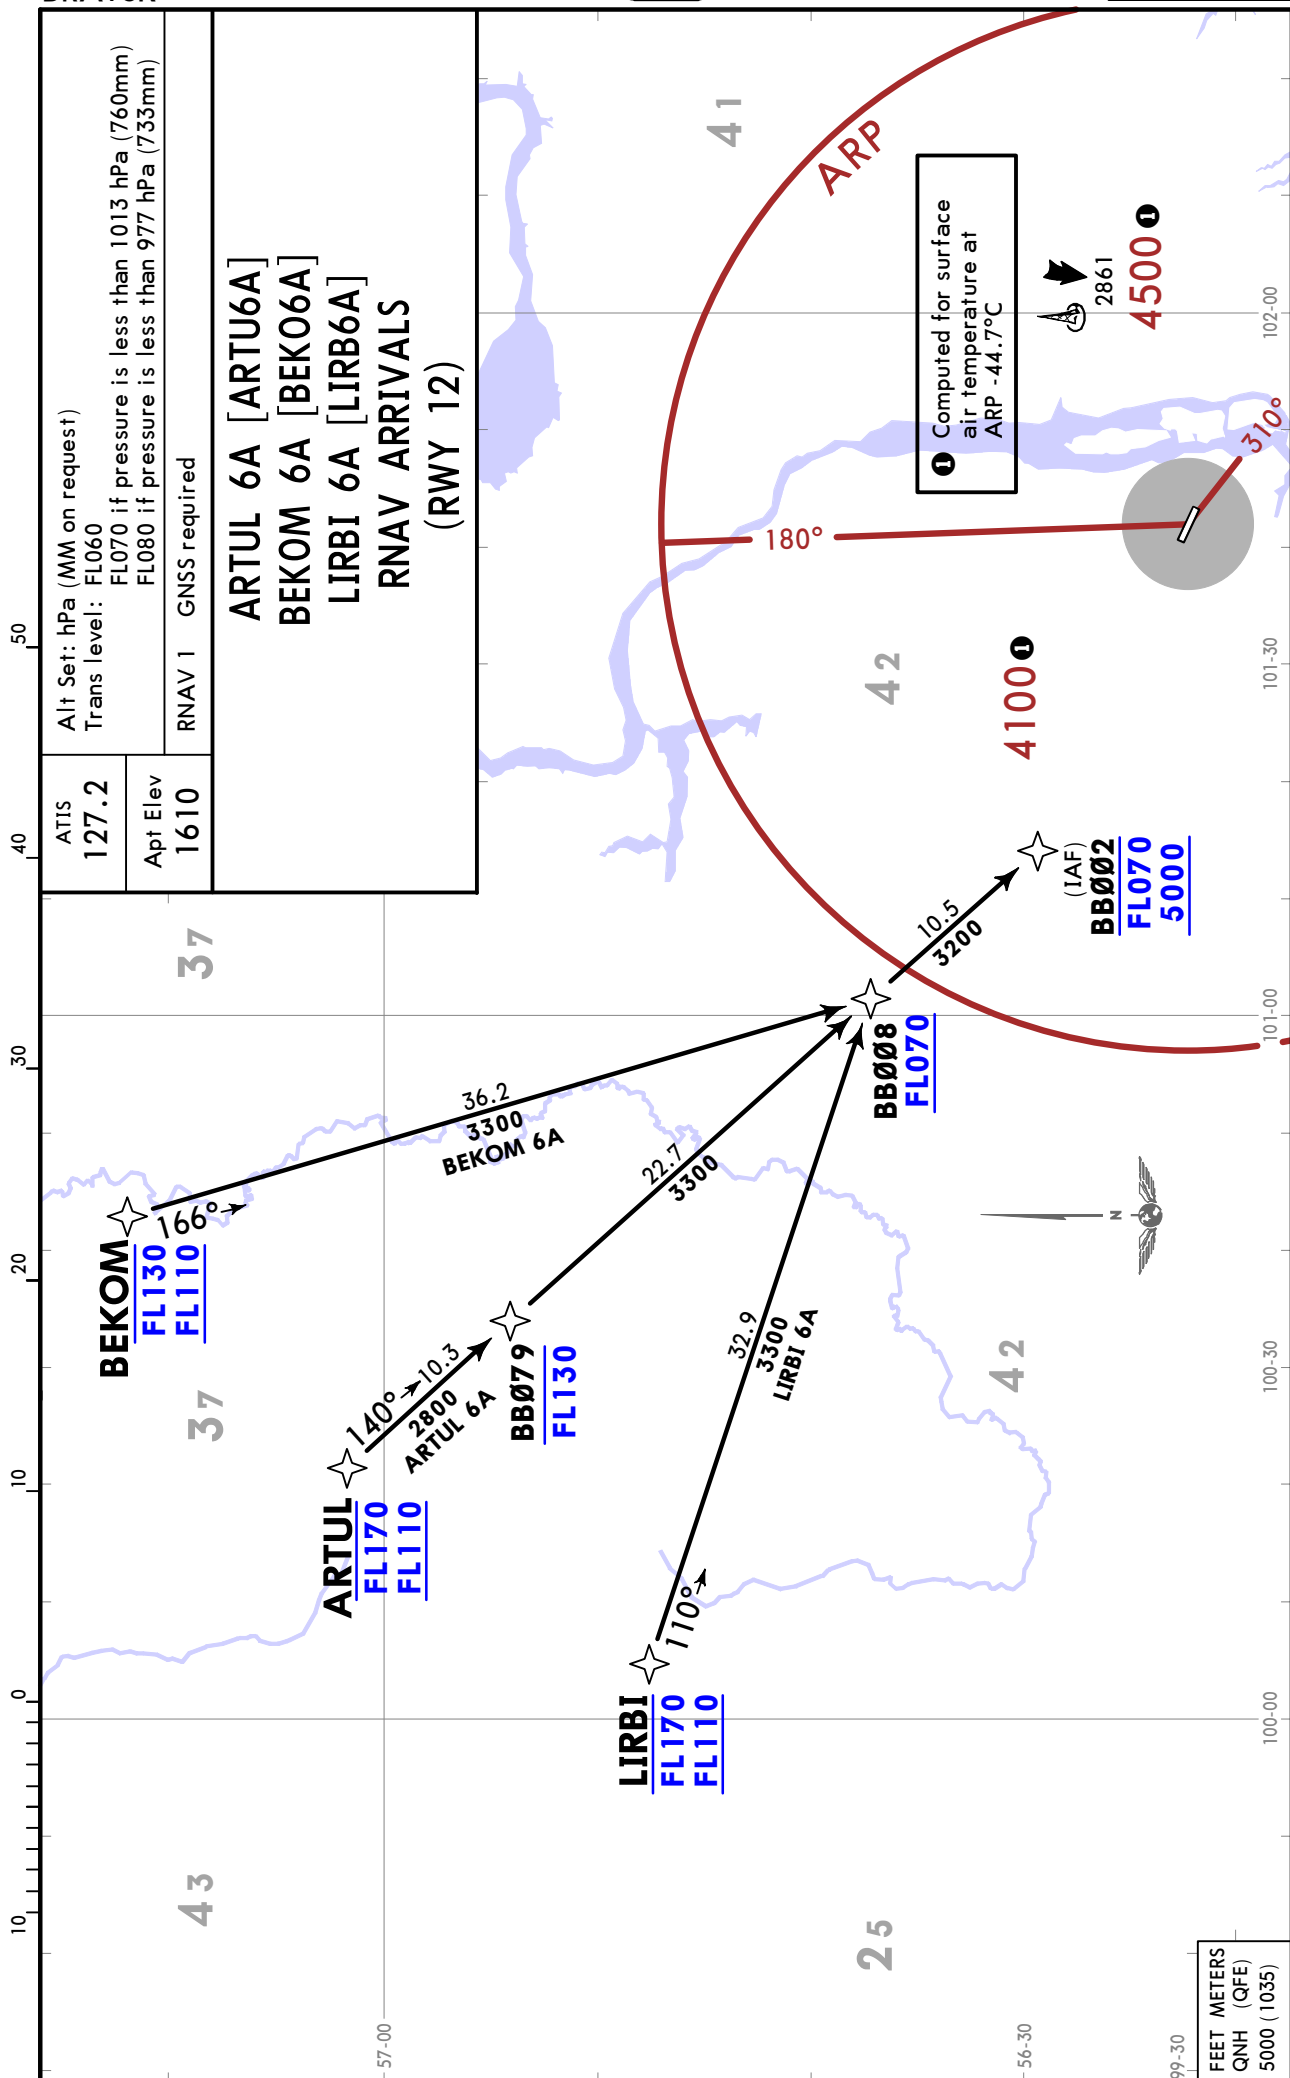 ATIS
127.2
Apt Elev
1610
Alt Set: hPa (MM on request)
Trans level: FL060
FL070 if pressure is less than 1013 hPa (760mm)
FL080 if pressure is less than 977 hPa (733mm)
RNAV 1 GNSS required
ARTUL 6A [ARTU6A]
BEKOM 6A [BEKO6A]
LIRBI 6A [LIRB6A]
RNAV ARRIVALS
(RWY 12)
10
0
10
20
30
40
50
43
37
37
41
42
42
25
BEKOM
FL130
FL110
166°
36.2
3300
BEKOM 6A
ARTUL
FL170
FL110
140°
10.3
2800
ARTUL 6A
BBØ79
FL130
22.7
3300
LIRBI
FL170
FL110
110°
32.9
3300
LIRBI 6A
BBØØ8
FL070
10.5
3200
(IAF)
BBØØ2
FL070
5000
ARP
180°
310°
4100 1
4500 1
2861
1 Computed for surface
air temperature at
ARP -44.7°C
N
57-00
56-30
99-30
100-00
100-30
101-00
101-30
102-00
FEET METERS
QNH (QFE)
5000 (1035)